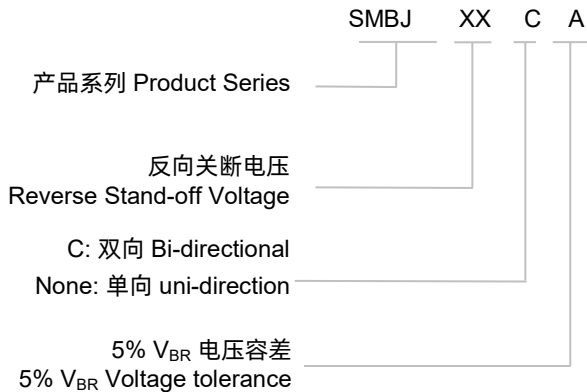 SMBJ XX C A
产品系列 Product Series
反向关断电压
Reverse Stand-off Voltage
C: 双向 Bi-directional
None: 单向 uni-direction
5% VBR 电压容差
5% VBR Voltage tolerance